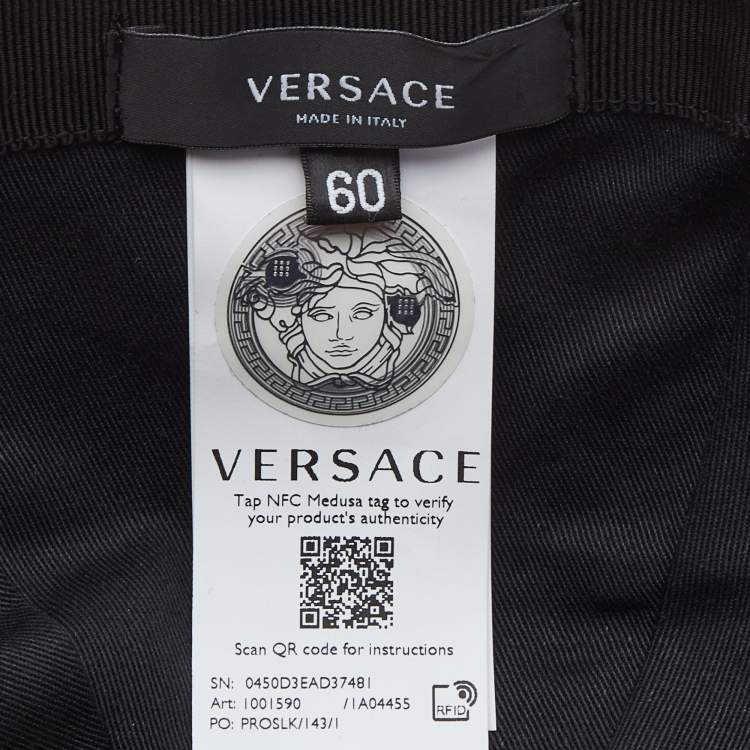 VERSACE
MADE IN ITALY
60
VERSACE
Tap NFC Medusa tag to verify
your product's authenticity
Scan QR code for instructions
SN: 0450D3EAD37481
Art: 1001590 /1A04455
PO: PROSLK/143/1
RFID